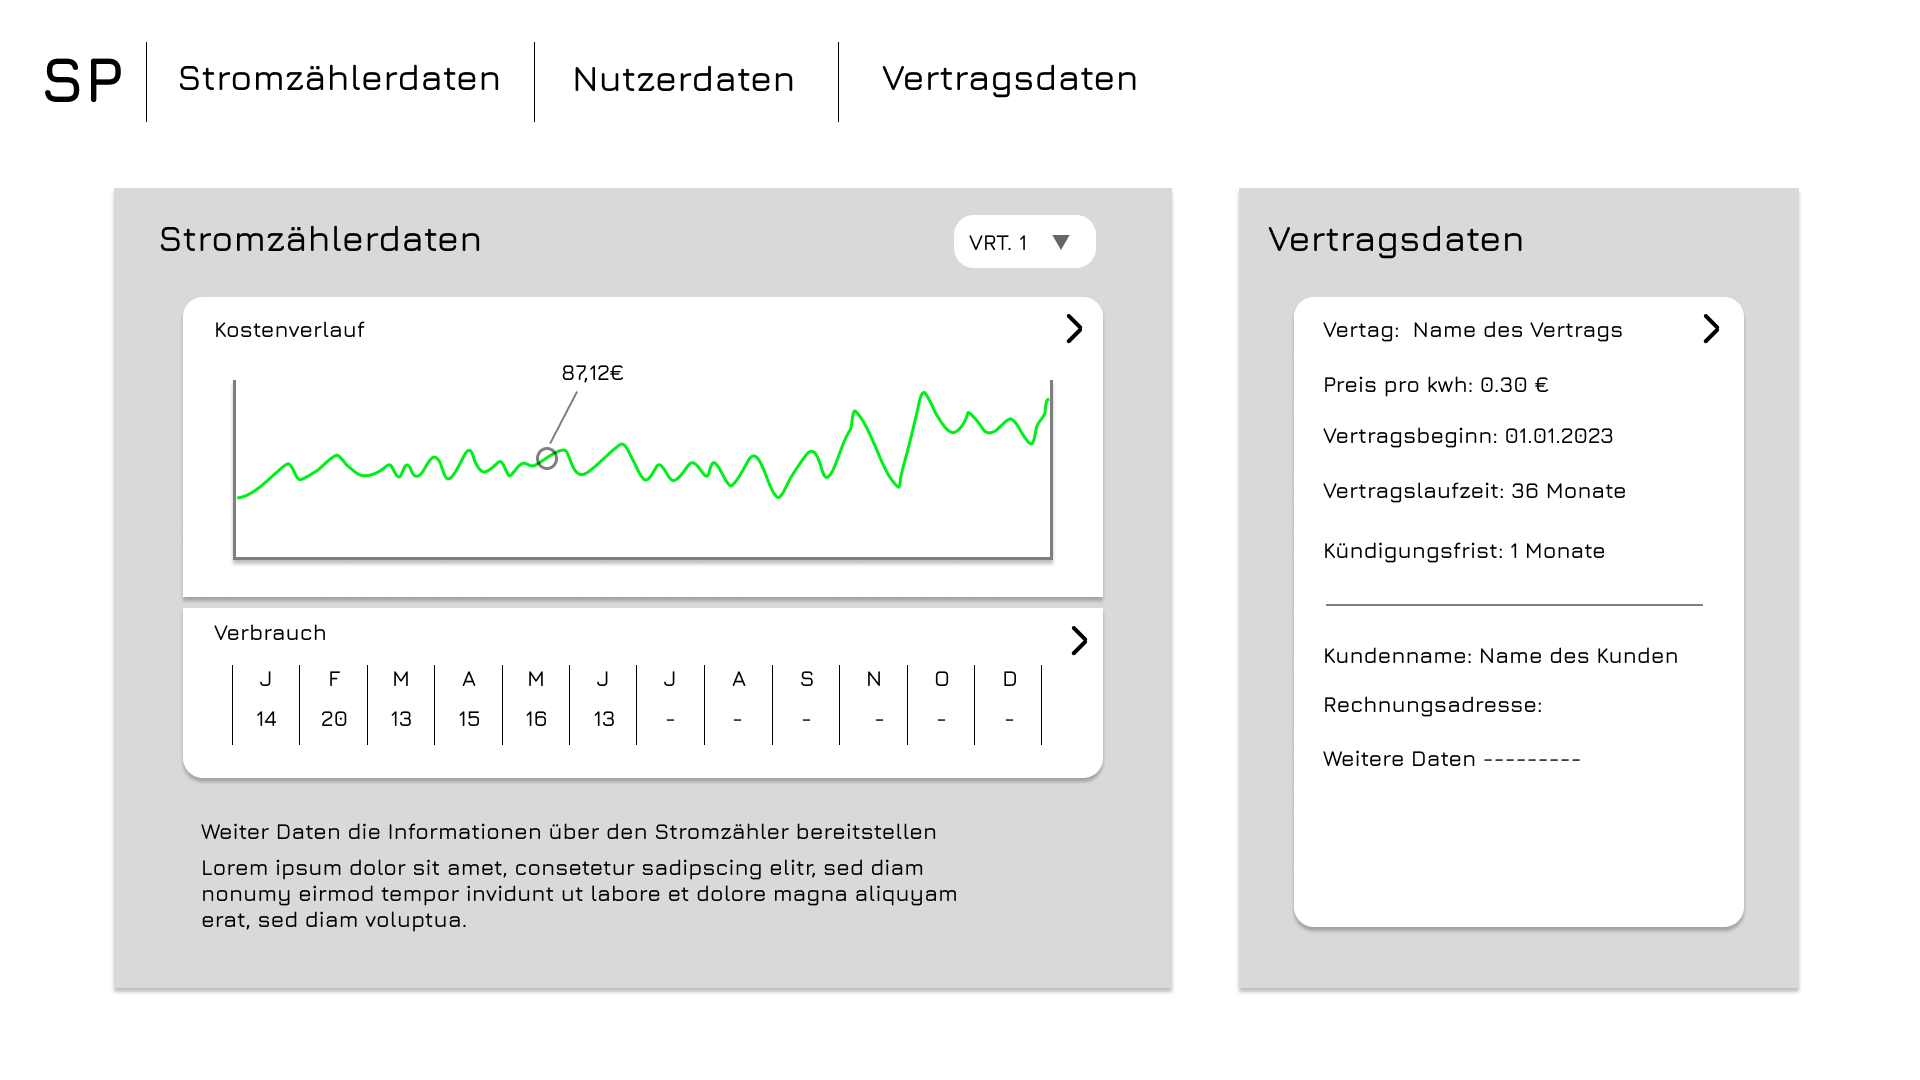 SP Stromzählerdaten Nutzerdaten Vertragsdaten
Stromzählerdaten
VRT. 1
Kostenverlauf
87,12€
Verbrauch
J F M A M J J A S N O D
14 20 13 15 16 13 - - - - - -
Weiter Daten die Informationen über den Stromzähler bereitstellen
Lorem ipsum dolor sit amet, consetetur sadipscing elitr, sed diam
nonumy eirmod tempor invidunt ut labore et dolore magna aliquyam
erat, sed diam voluptua.
Vertragsdaten
Vertag: Name des Vertrags
Preis pro kwh: 0.30 €
Vertragsbeginn: 01.01.2023
Vertragslaufzeit: 36 Monate
Kündigungsfrist: 1 Monate
Kundenname: Name des Kunden
Rechnungsadresse:
Weitere Daten ---------